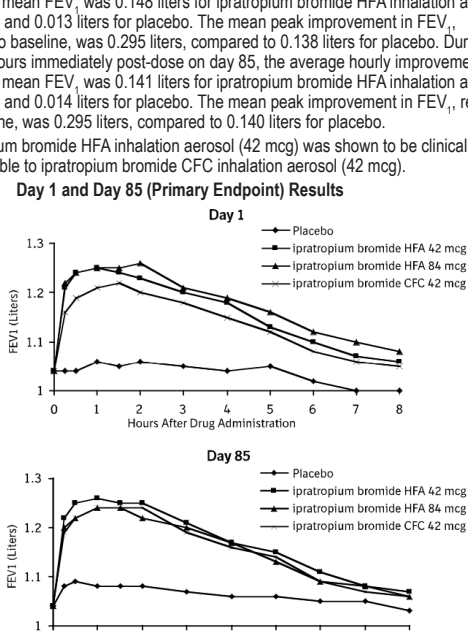 mean FEV1 was 0.148 liters for ipratropium bromide HFA inhalation a
and 0.013 liters for placebo. The mean peak improvement in FEV1,
o baseline, was 0.295 liters, compared to 0.138 liters for placebo. Dur
ours immediately post-dose on day 85, the average hourly improveme
mean FEV1 was 0.141 liters for ipratropium bromide HFA inhalation a
and 0.014 liters for placebo. The mean peak improvement in FEV1, re
ne, was 0.295 liters, compared to 0.140 liters for placebo.
um bromide HFA inhalation aerosol (42 mcg) was shown to be clinical
ble to ipratropium bromide CFC inhalation aerosol (42 mcg).
Day 1 and Day 85 (Primary Endpoint) Results
Day 1
Placebo
ipratropium bromide HFA 42 mcg
ipratropium bromide HFA 84 mcg
ipratropium bromide CFC 42 mcg
FEV1 (Liters)
1.3
1.2
1.1
1
0 1 2 3 4 5 6 7 8
Hours After Drug Administration
Day 85
Placebo
ipratropium bromide HFA 42 mcg
ipratropium bromide HFA 84 mcg
ipratropium bromide CFC 42 mcg
FEV1 (Liters)
1.3
1.2
1.1
1